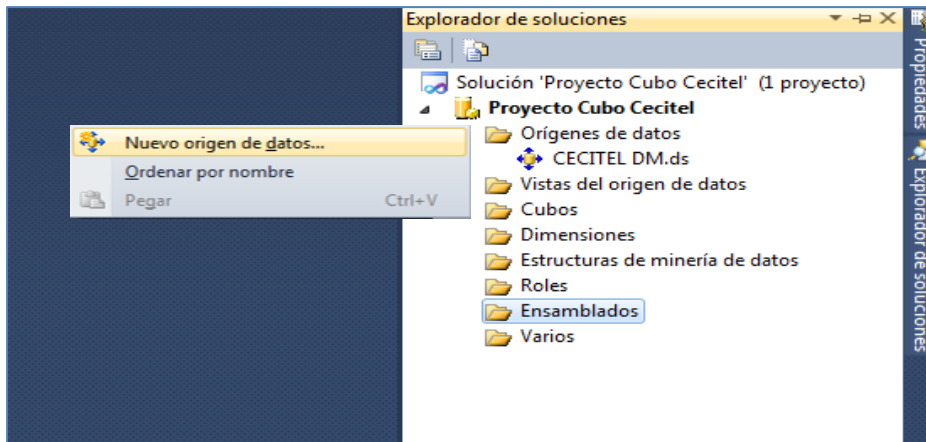 Explorador de soluciones
Solución 'Proyecto Cubo Cecitel' (1 proyecto)
Proyecto Cubo Cecitel
Orígenes de datos
CECITEL DM.ds
Vistas del origen de datos
Cubos
Dimensiones
Estructuras de minería de datos
Roles
Ensamblados
Varios
Nuevo origen de datos...
Ordenar por nombre
Pegar Ctrl+V
Propiedades
Explorador de soluciones